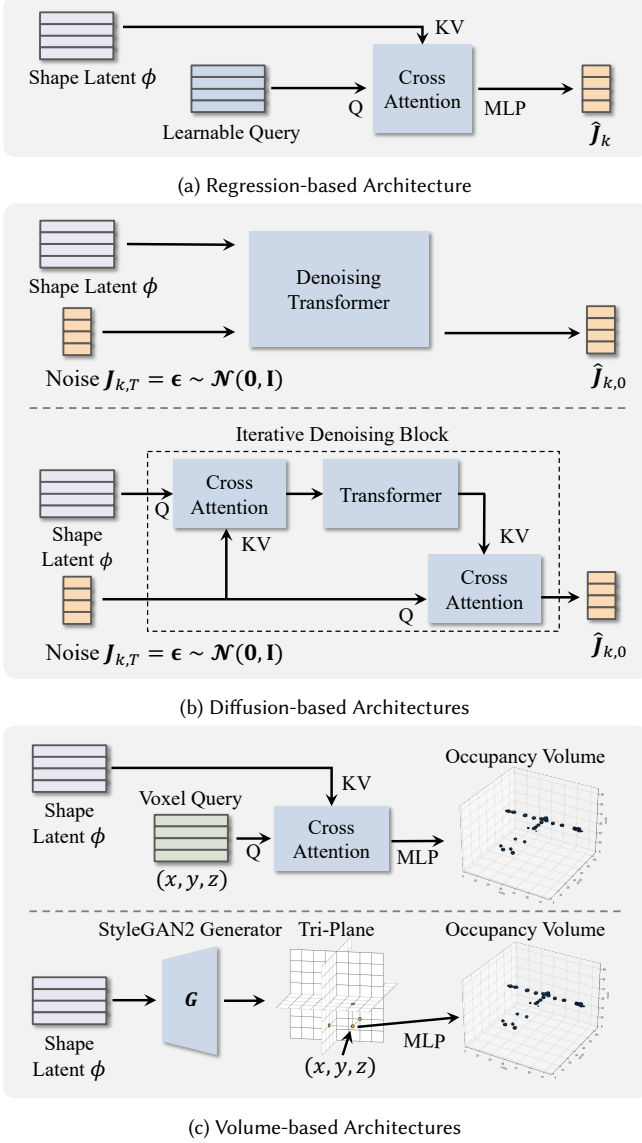 KV
Shape Latent ϕ
Cross
Attention
Q
MLP
Learnable Query
Ĵ_k
(a) Regression-based Architecture
Denoising
Transformer
Shape Latent ϕ
Noise J_{k,T} = ϵ ∼ N(0, I)
Ĵ_{k,0}
Iterative Denoising Block
Cross
Attention
Transformer
Q
Shape
Latent ϕ
KV
KV
Cross
Attention
Q
Noise J_{k,T} = ϵ ∼ N(0, I)
Ĵ_{k,0}
(b) Diffusion-based Architectures
Occupancy Volume
KV
Shape
Latent ϕ
Voxel Query
Cross
Attention
Q
MLP
(x, y, z)
StyleGAN2 Generator
Tri-Plane
Occupancy Volume
G
Shape
Latent ϕ
MLP
(x, y, z)
(c) Volume-based Architectures